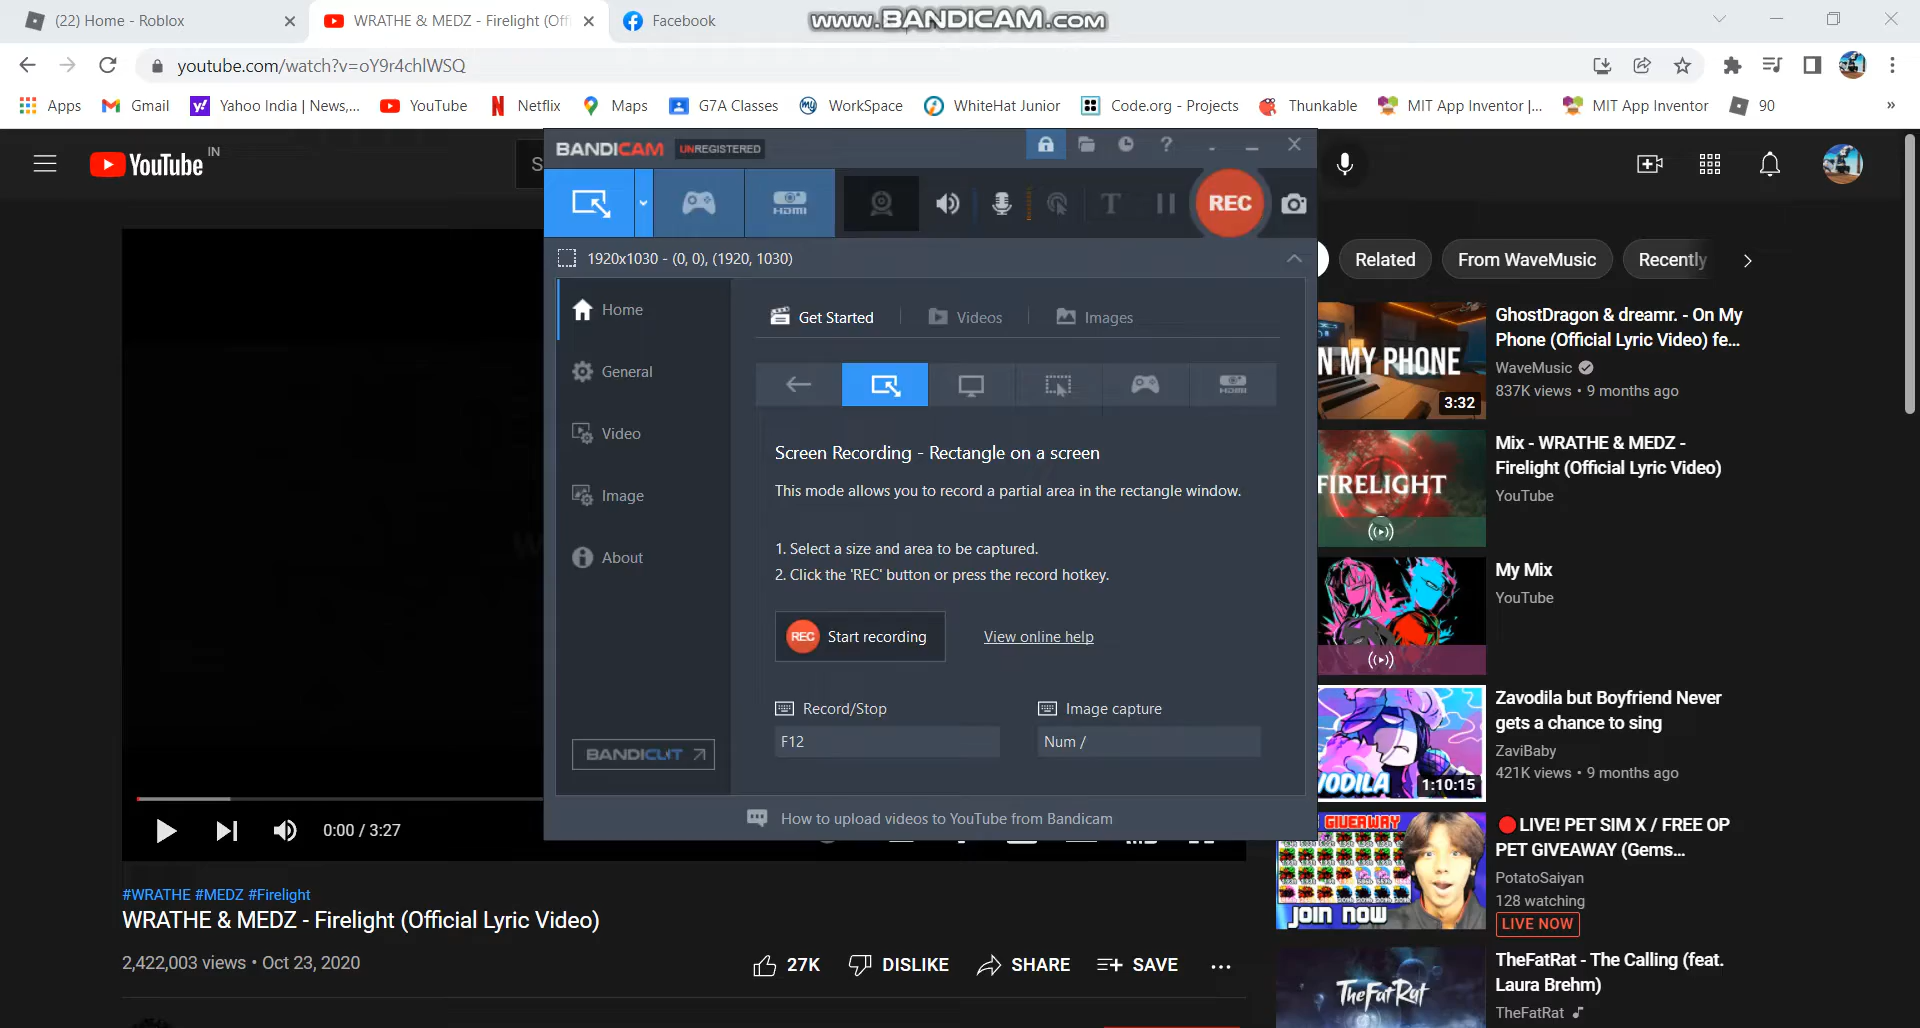 (22) Home - Roblox
WRATHE & MEDZ - Firelight (Offi
Facebook
www.BANDICAM.com
youtube.com/watch?v=oY9r4chlWSQ
Apps
Gmail
Yahoo India | News,...
YouTube
Netflix
Maps
G7A Classes
WorkSpace
WhiteHat Junior
Code.org - Projects
Thunkable
MIT App Inventor |...
MIT App Inventor
90
»
YouTube IN
S
BANDICAM UNREGISTERED
HDMI
T
REC
1920x1030 - (0, 0), (1920, 1030)
Home
General
Video
Image
About
BANDICUT
Get Started
Videos
Images
HDMI
Screen Recording - Rectangle on a screen
This mode allows you to record a partial area in the rectangle window.
1. Select a size and area to be captured.
2. Click the 'REC' button or press the record hotkey.
REC Start recording
View online help
Record/Stop
Image capture
F12
Num /
How to upload videos to YouTube from Bandicam
0:00 / 3:27
#WRATHE #MEDZ #Firelight
WRATHE & MEDZ - Firelight (Official Lyric Video)
2,422,003 views • Oct 23, 2020
27K
DISLIKE
SHARE
SAVE
Related
From WaveMusic
Recently
N MY PHONE
3:32
GhostDragon & dreamr. - On My
Phone (Official Lyric Video) fe...
WaveMusic
837K views • 9 months ago
FIRELIGHT
Mix - WRATHE & MEDZ -
Firelight (Official Lyric Video)
YouTube
My Mix
YouTube
VODILA
1:10:15
Zavodila but Boyfriend Never
gets a chance to sing
ZaviBaby
421K views • 9 months ago
GIVERWAY
JOIN NOW
LIVE! PET SIM X / FREE OP
PET GIVEAWAY (Gems...
PotatoSaiyan
128 watching
LIVE NOW
TheFatRat
TheFatRat - The Calling (feat.
Laura Brehm)
TheFatRat